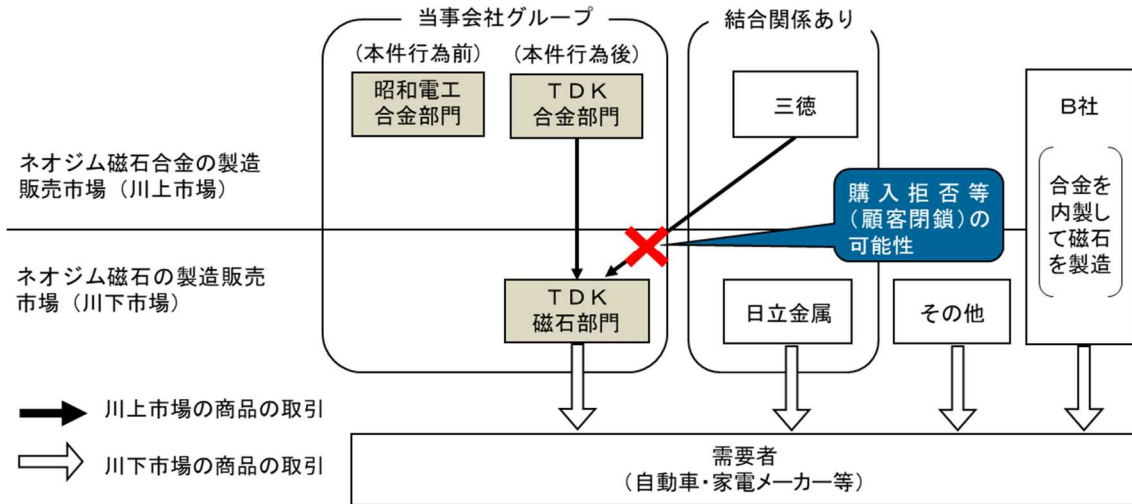 当事会社グループ
結合関係あり
(本件行為前)
(本件行為後)
昭和電工
合金部門
TDK
合金部門
三徳
B社
合金を
内製し
て磁石
を製造
ネオジム磁石合金の製造
販売市場(川上市場)
購入拒否等
(顧客閉鎖)の
可能性
ネオジム磁石の製造販売
市場(川下市場)
TDK
磁石部門
日立金属
その他
川上市場の商品の取引
川下市場の商品の取引
需要者
(自動車・家電メーカー等)